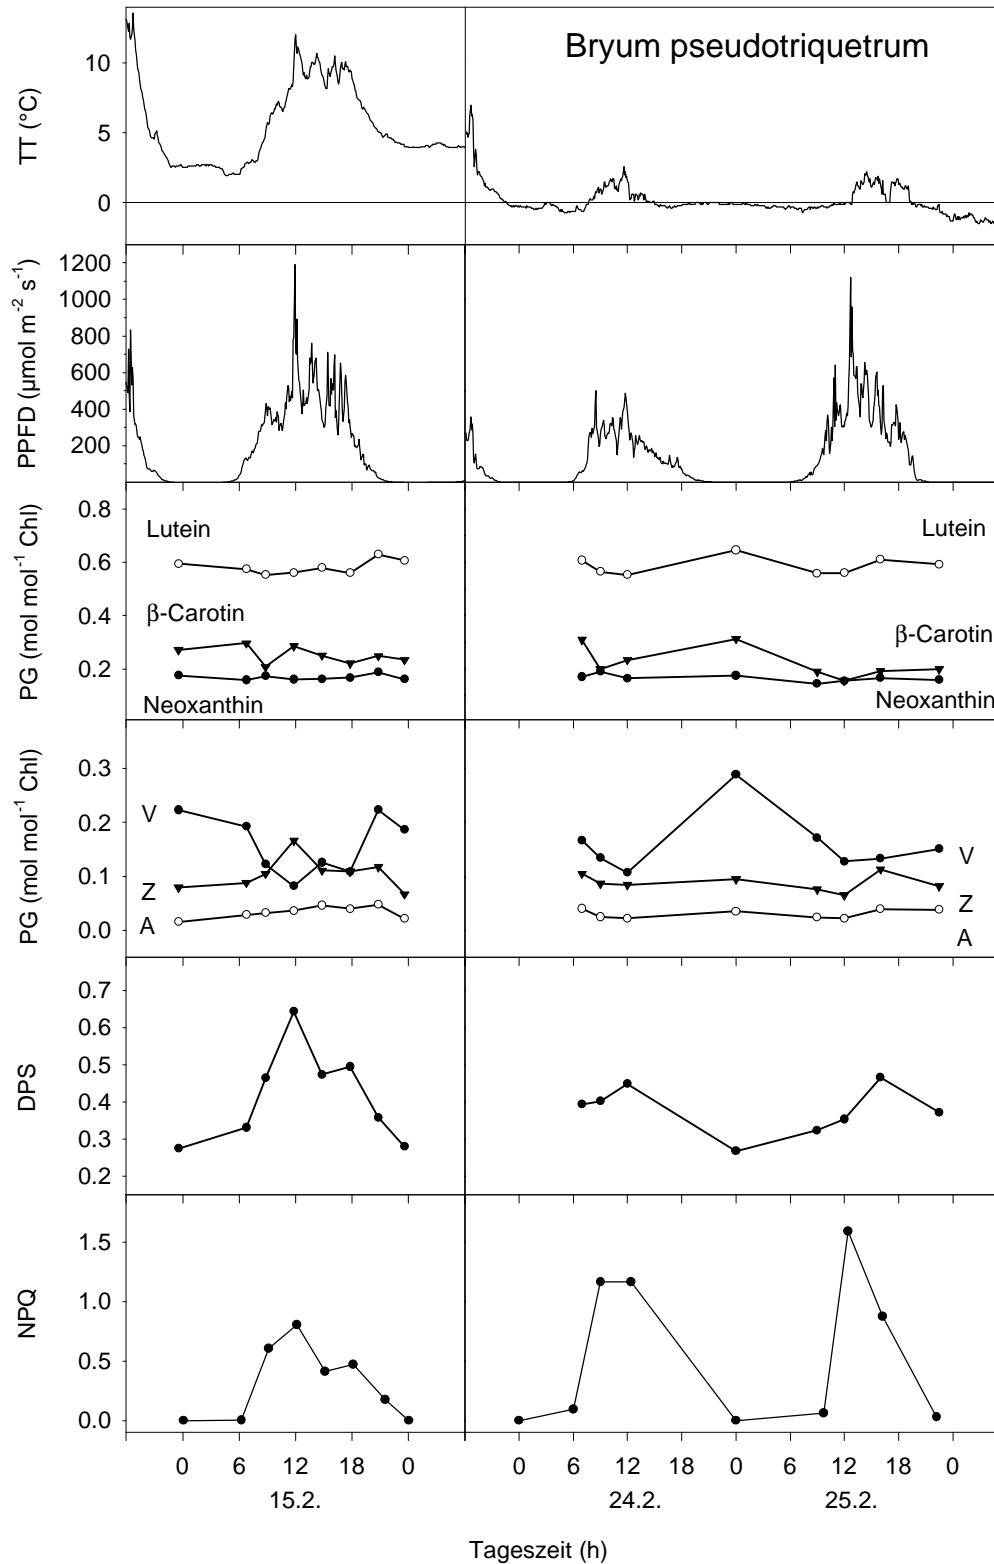 Bryum pseudotriquetrum
TT (°C)
10
5
0
PPFD (µmol m⁻² s⁻¹)
1200
1000
800
600
400
200
PG (mol mol⁻¹ Chl)
0.8
0.6
0.4
0.2
Lutein
Lutein
β-Carotin
β-Carotin
Neoxanthin
Neoxanthin
PG (mol mol⁻¹ Chl)
0.3
0.2
0.1
0.0
V
Z
A
V
Z
A
DPS
0.7
0.6
0.5
0.4
0.3
0.2
NPQ
1.5
1.0
0.5
0.0
0 6 12 18 0 0 6 12 18 0 6 12 18 0
15.2. 24.2. 25.2.
Tageszeit (h)